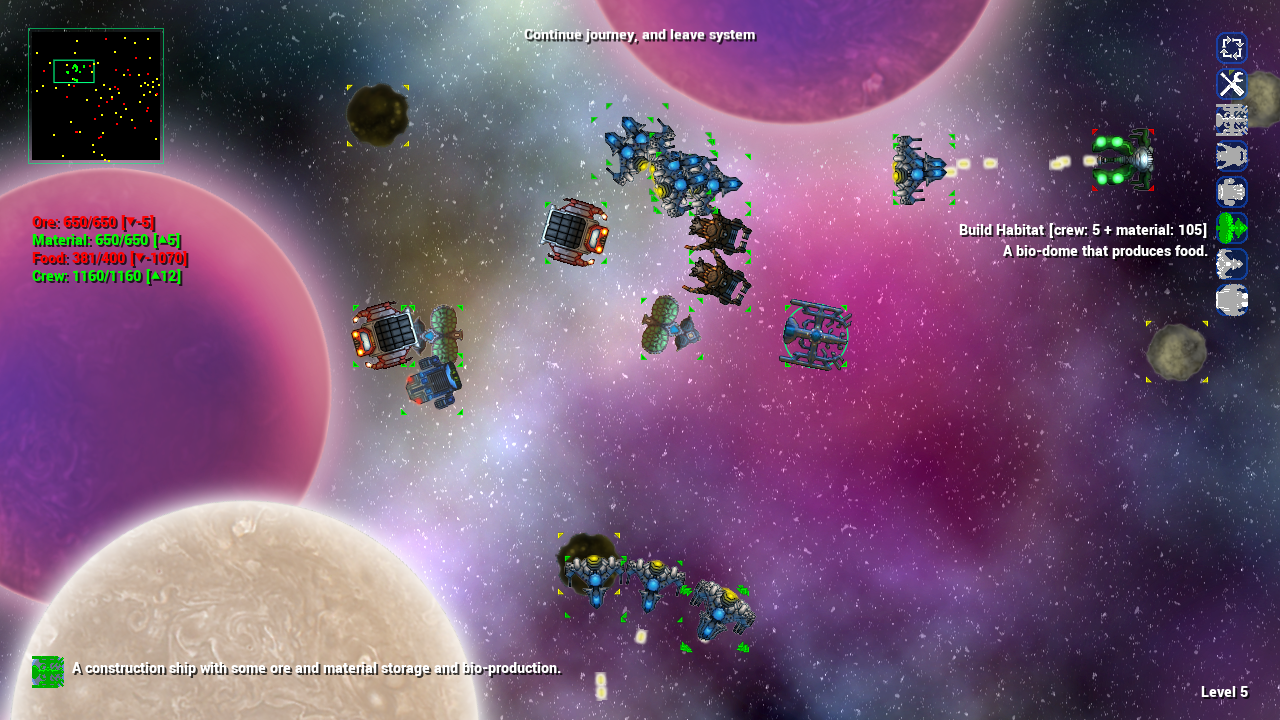 Continue journey, and leave system
Ore: 650/650 [▼-5]
Material: 650/650 [▲5]
Food: 381/400 [▼-1070]
Crew: 1160/1160 [▲12]
Build Habitat [crew: 5 + material: 105]
A bio-dome that produces food.
A construction ship with some ore and material storage and bio-production.
Level 5